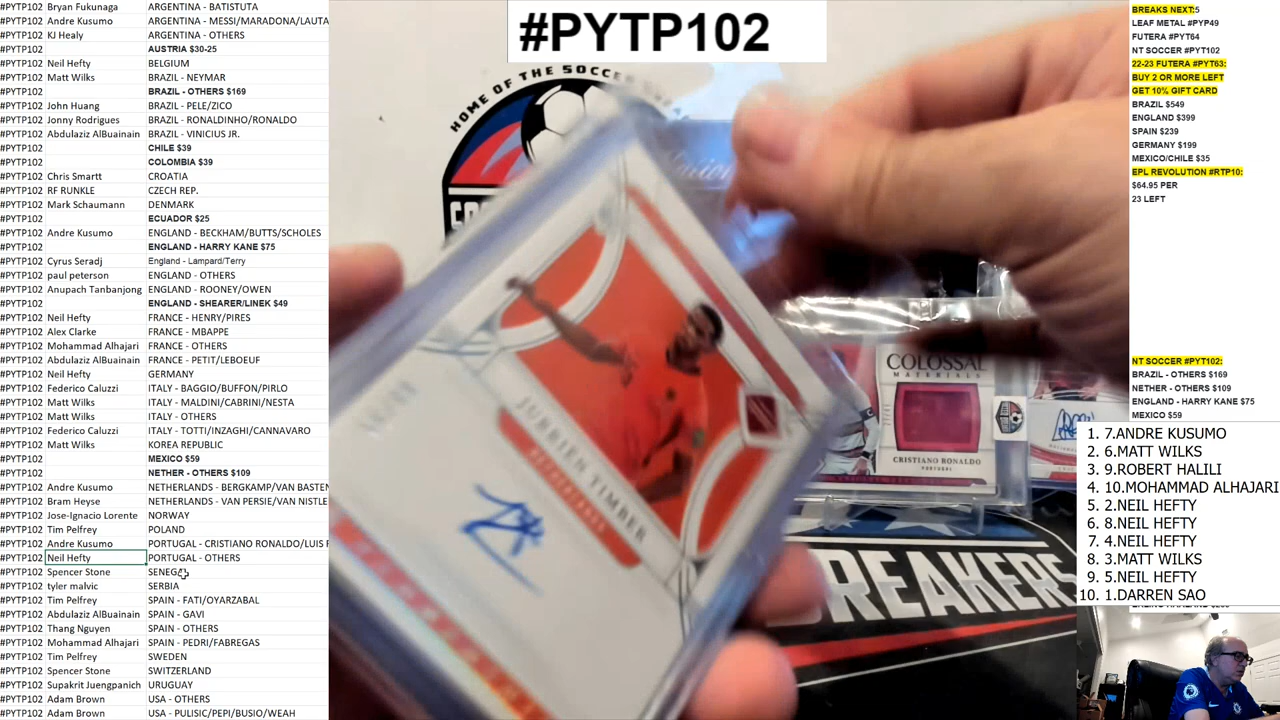 #PYTP102 Bryan Fukunaga ARGENTINA - BATISTUTA
#PYTP102 Andre Kusumo ARGENTINA - MESSI/MARADONA/LAUTA
#PYTP102 KJ Healy ARGENTINA - OTHERS
#PYTP102 AUSTRIA $30-25
#PYTP102 Neil Hefty BELGIUM
#PYTP102 Matt Wilks BRAZIL - NEYMAR
#PYTP102 BRAZIL - OTHERS $169
#PYTP102 John Huang BRAZIL - PELE/ZICO
#PYTP102 Jonny Rodrigues BRAZIL - RONALDINHO/RONALDO
#PYTP102 Abdulaziz AlBuainain BRAZIL - VINICIUS JR.
#PYTP102 CHILE $39
#PYTP102 COLOMBIA $39
#PYTP102 Chris Smartt CROATIA
#PYTP102 RF RUNKLE CZECH REP.
#PYTP102 Mark Schaumann DENMARK
#PYTP102 ECUADOR $25
#PYTP102 Andre Kusumo ENGLAND - BECKHAM/BUTTS/SCHOLES
#PYTP102 ENGLAND - HARRY KANE $75
#PYTP102 Cyrus Seradj England - Lampard/Terry
#PYTP102 paul peterson ENGLAND - OTHERS
#PYTP102 Anupach Tanbanjong ENGLAND - ROONEY/OWEN
#PYTP102 ENGLAND - SHEARER/LINEK $49
#PYTP102 Neil Hefty FRANCE - HENRY/PIRES
#PYTP102 Alex Clarke FRANCE - MBAPPE
#PYTP102 Mohammad Alhajari FRANCE - OTHERS
#PYTP102 Abdulaziz AlBuainain FRANCE - PETIT/LEBOEUF
#PYTP102 Neil Hefty GERMANY
#PYTP102 Federico Caluzzi ITALY - BAGGIO/BUFFON/PIRLO
#PYTP102 Matt Wilks ITALY - MALDINI/CABRINI/NESTA
#PYTP102 Matt Wilks ITALY - OTHERS
#PYTP102 Federico Caluzzi ITALY - TOTTI/INZAGHI/CANNAVARO
#PYTP102 Matt Wilks KOREA REPUBLIC
#PYTP102 MEXICO $59
#PYTP102 NETHER - OTHERS $109
#PYTP102 Andre Kusumo NETHERLANDS - BERGKAMP/VAN BASTEN
#PYTP102 Bram Heyse NETHERLANDS - VAN PERSIE/VAN NISTLE
#PYTP102 Jose-Ignacio Lorente NORWAY
#PYTP102 Tim Pelfrey POLAND
#PYTP102 Andre Kusumo PORTUGAL - CRISTIANO RONALDO/LUIS F
#PYTP102 Neil Hefty PORTUGAL - OTHERS
#PYTP102 Spencer Stone SENEGAL
#PYTP102 tyler malvic SERBIA
#PYTP102 Tim Pelfrey SPAIN - FATI/OYARZABAL
#PYTP102 Abdulaziz AlBuainain SPAIN - GAVI
#PYTP102 Thang Nguyen SPAIN - OTHERS
#PYTP102 Mohammed Alhajari SPAIN - PEDRI/FABREGAS
#PYTP102 Tim Pelfrey SWEDEN
#PYTP102 Spencer Stone SWITZERLAND
#PYTP102 Supakrit Juengpanich URUGUAY
#PYTP102 Adam Brown USA - OTHERS
#PYTP102 Adam Brown USA - PULISIC/PEPI/BUSIO/WEAH
#PYTP102
HOME OF THE SOCCER
JURRIEN TIMBER
COLOSSAL
MATERIALS
CRISTIANO RONALDO
PORTUGAL
BREAKERS
BREAKS NEXT:5
LEAF METAL #PYP49
FUTERA #PYT64
NT SOCCER #PYT102
22-23 FUTERA #PYT63:
BUY 2 OR MORE LEFT
GET 10% GIFT CARD
BRAZIL $549
ENGLAND $399
SPAIN $239
GERMANY $199
MEXICO/CHILE $35
EPL REVOLUTION #RTP10:
$64.95 PER
23 LEFT
NT SOCCER #PYT102:
BRAZIL - OTHERS $169
NETHER - OTHERS $109
ENGLAND - HARRY KANE $75
MEXICO $59
1. 7.ANDRE KUSUMO
2. 6.MATT WILKS
3. 9.ROBERT HALILI
4. 10.MOHAMMAD ALHAJARI
5. 2.NEIL HEFTY
6. 8.NEIL HEFTY
7. 4.NEIL HEFTY
8. 3.MATT WILKS
9. 5.NEIL HEFTY
10. 1.DARREN SAO